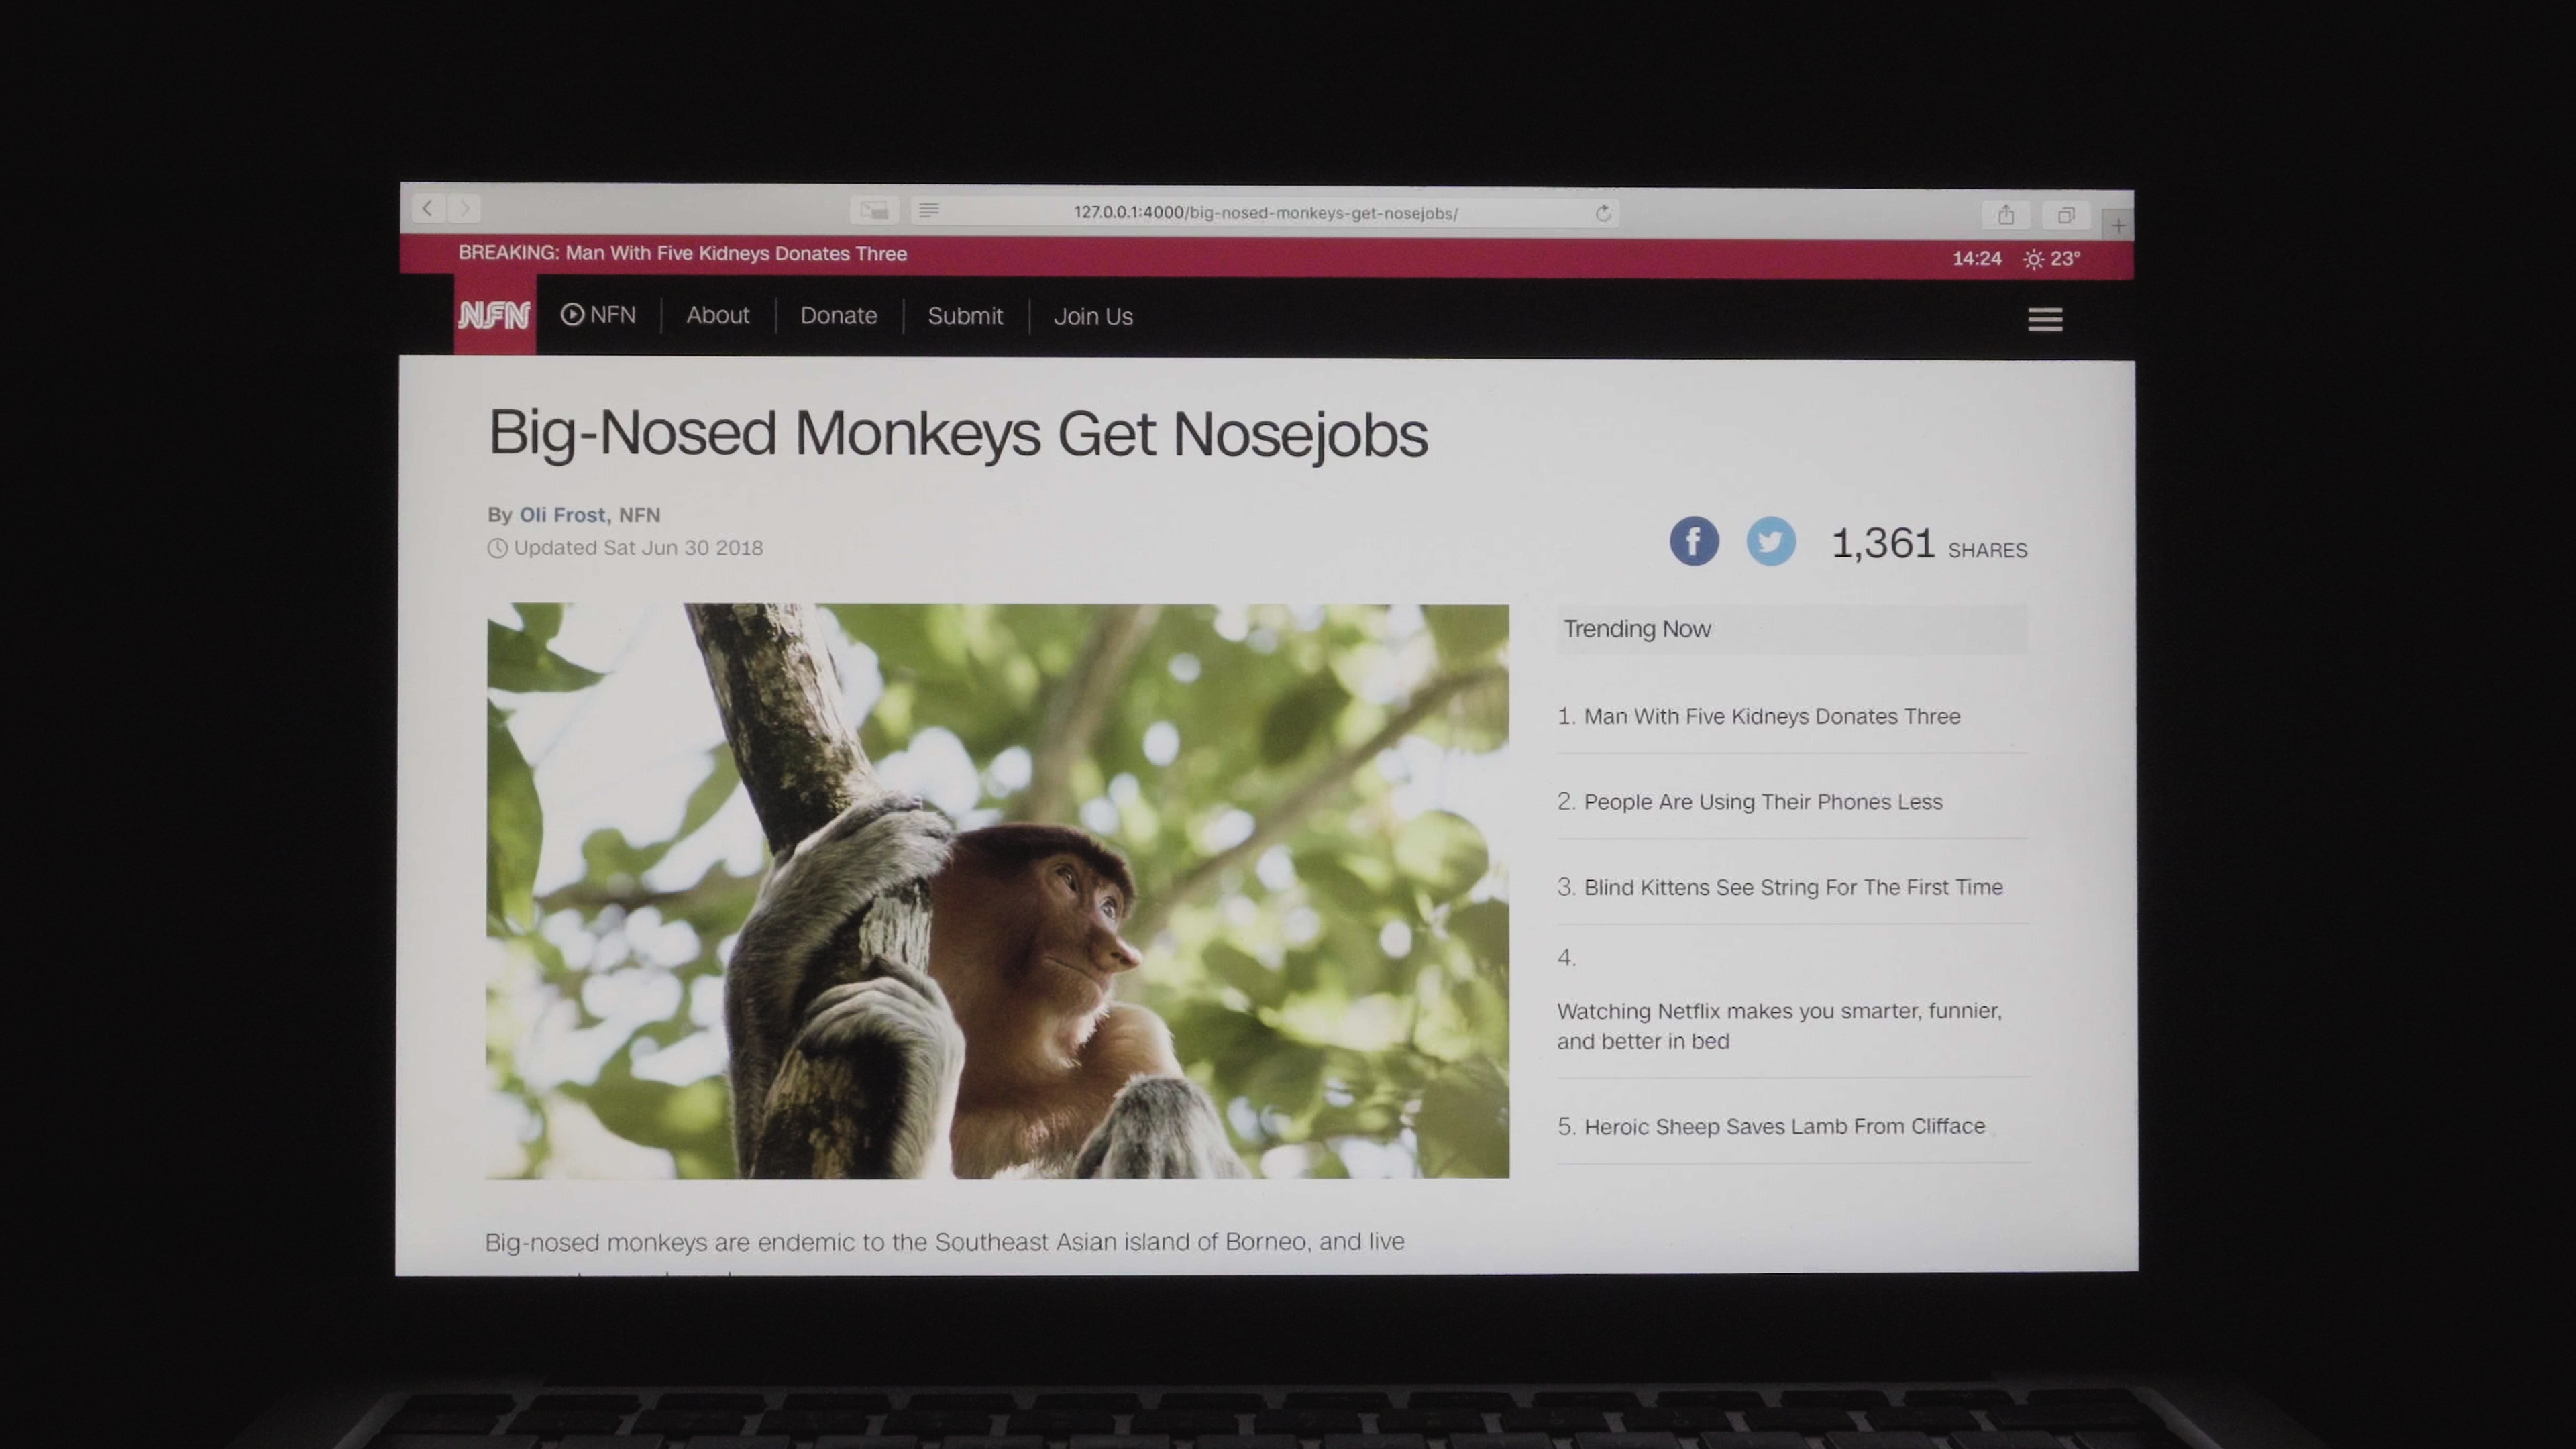 127.0.0.1:4000/big-nosed-monkeys-get-nosejobs/
BREAKING: Man With Five Kidneys Donates Three
14:24 23°
NFN
NFN
About
Donate
Submit
Join Us
Big-Nosed Monkeys Get Nosejobs
By Oli Frost, NFN
Updated Sat Jun 30 2018
1,361 SHARES
Trending Now
1. Man With Five Kidneys Donates Three
2. People Are Using Their Phones Less
3. Blind Kittens See String For The First Time
4.
Watching Netflix makes you smarter, funnier,
and better in bed
5. Heroic Sheep Saves Lamb From Clifface
Big-nosed monkeys are endemic to the Southeast Asian island of Borneo, and live